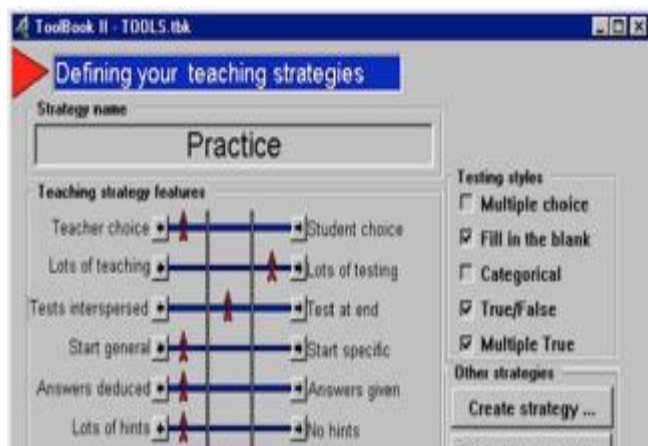 ToolBook II - TOOLS.tbk
Defining your teaching strategies
Strategy name
Practice
Teaching strategy features
Teacher choice Student choice
Lots of teaching Lots of testing
Tests interspersed Test at end
Start general Start specific
Answers deduced Answers given
Lots of hints No hints
Testing styles
Multiple choice
Fill in the blank
Categorical
True/False
Multiple True
Other strategies
Create strategy ...